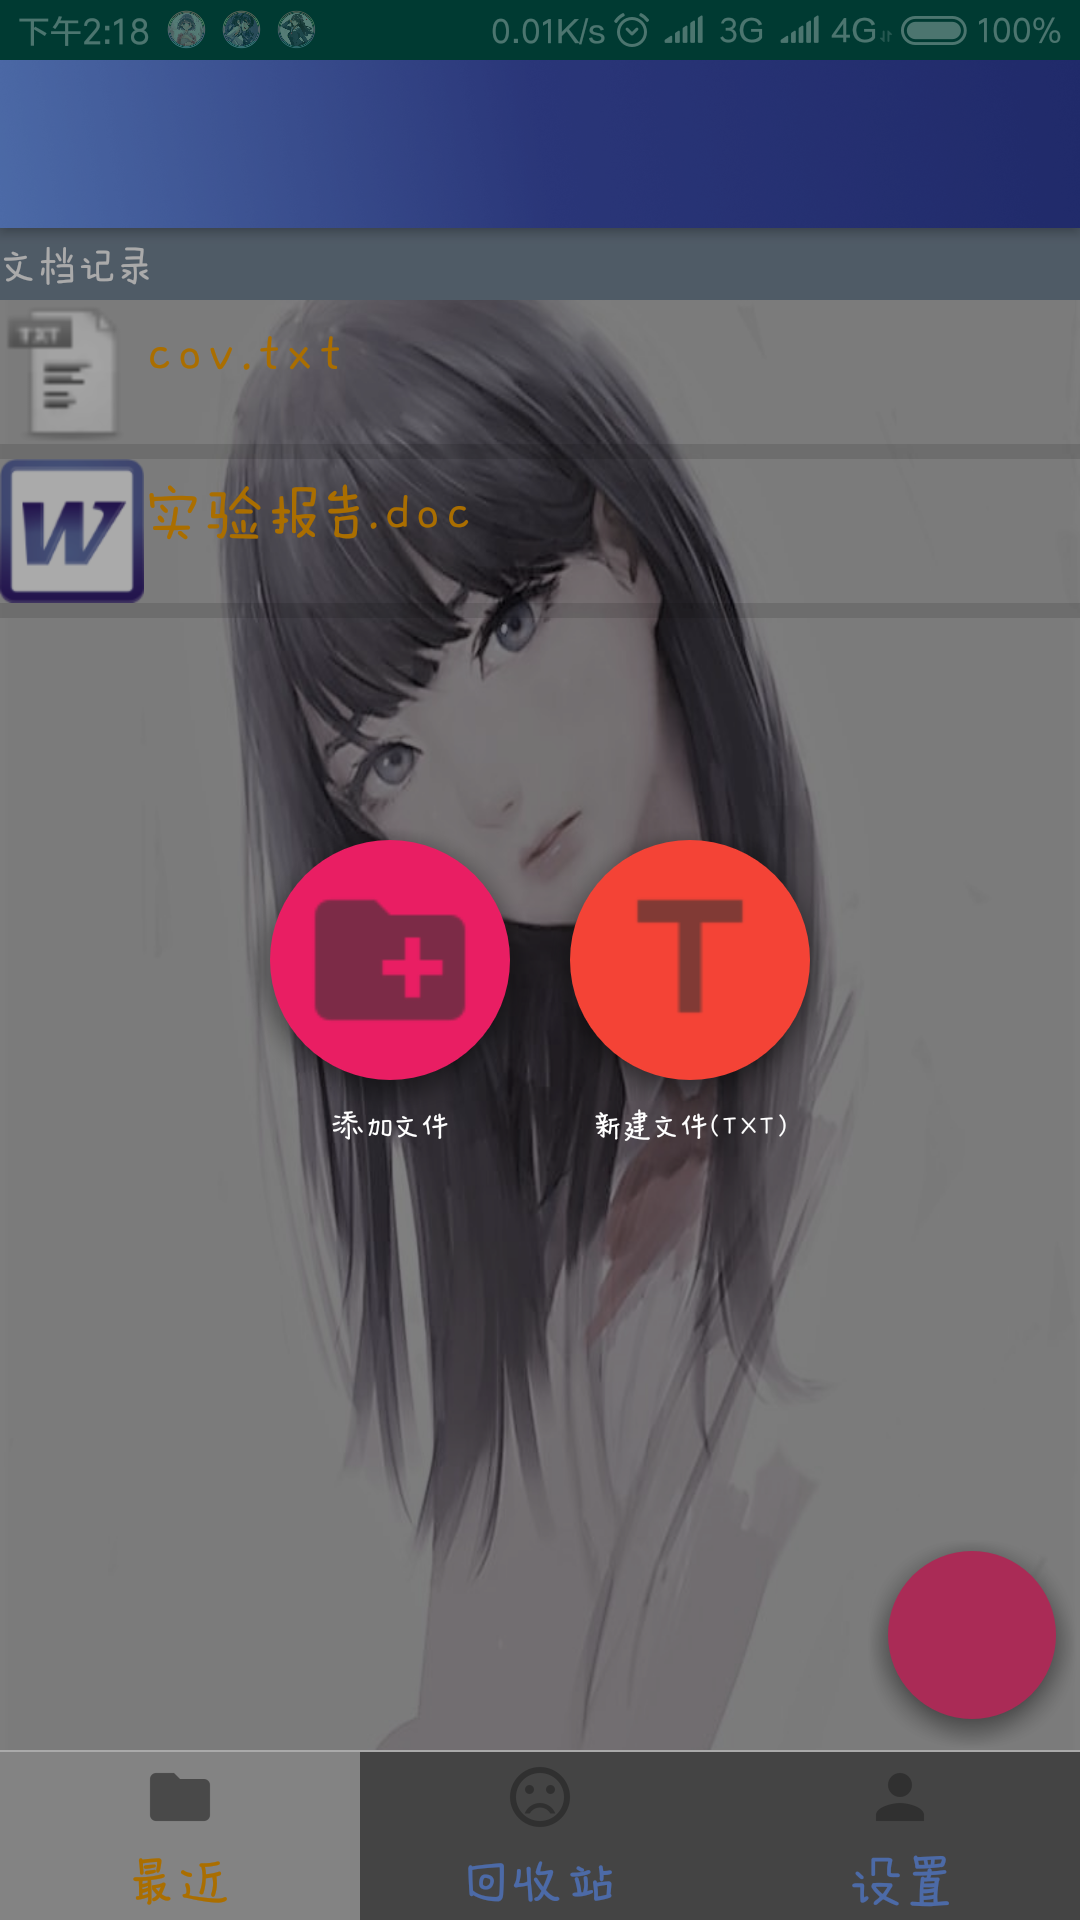 下午2:18 0.01K/s 3G 4G 100%
文档记录
TXT
cov.txt
W
实验报告.doc
T
添加文件
新建文件(TXT)
最近
回收站
设置